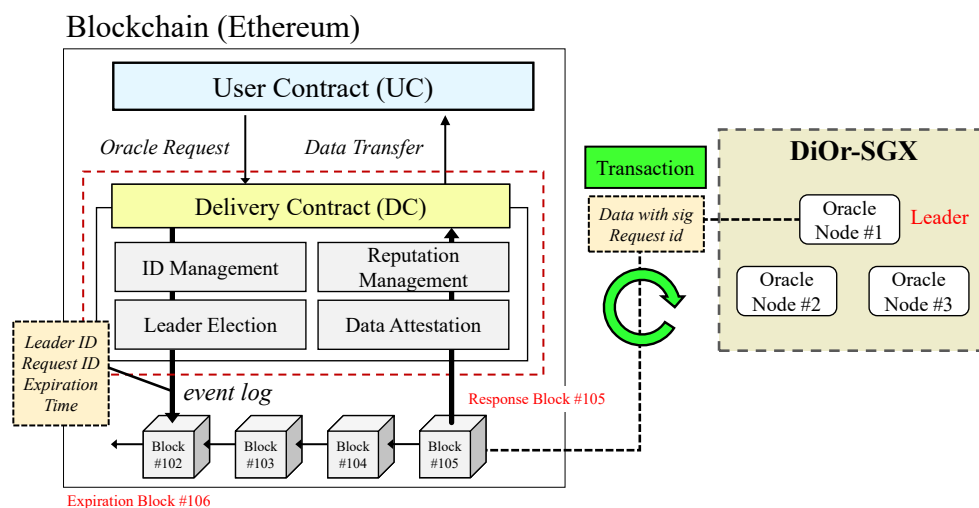 Blockchain (Ethereum)
User Contract (UC)
Oracle Request
Data Transfer
Delivery Contract (DC)
ID Management
Reputation
Management
Leader Election
Data Attestation
Leader ID
Request ID
Expiration
Time
event log
Response Block #105
Block
#102
Block
#103
Block
#104
Block
#105
Expiration Block #106
Transaction
Data with sig
Request id
DiOr-SGX
Oracle
Node #1
Leader
Oracle
Node #2
Oracle
Node #3